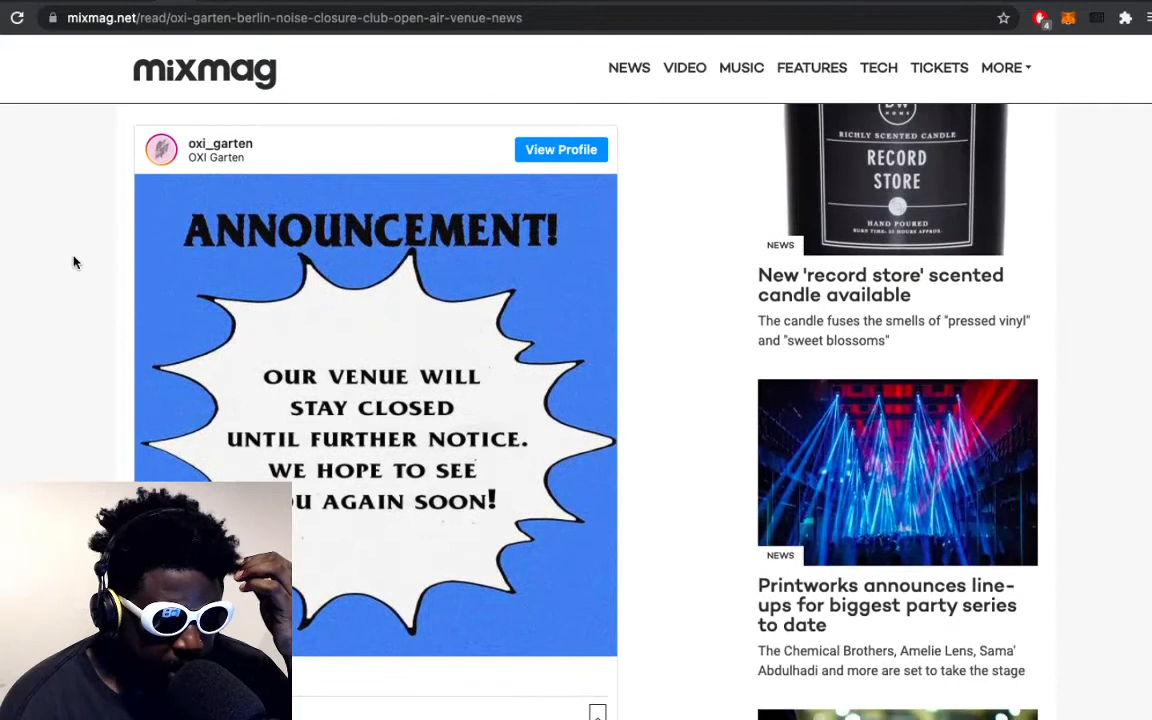 mixmag.net/read/oxi-garten-berlin-noise-closure-club-open-air-venue-news
4
mixmag
NEWS VIDEO MUSIC FEATURES TECH TICKETS MORE
oxi_garten
OXI Garten
View Profile
ANNOUNCEMENT!
OUR VENUE WILL
STAY CLOSED
UNTIL FURTHER NOTICE.
WE HOPE TO SEE
U AGAIN SOON!
HOME
RICHLY SCENTED CANDLE
RECORD
STORE
HAND POURED
NEWS
New 'record store' scented
candle available
The candle fuses the smells of "pressed vinyl"
and "sweet blossoms"
NEWS
Printworks announces line-
ups for biggest party series
to date
The Chemical Brothers, Amelie Lens, Sama'
Abdulhadi and more are set to take the stage